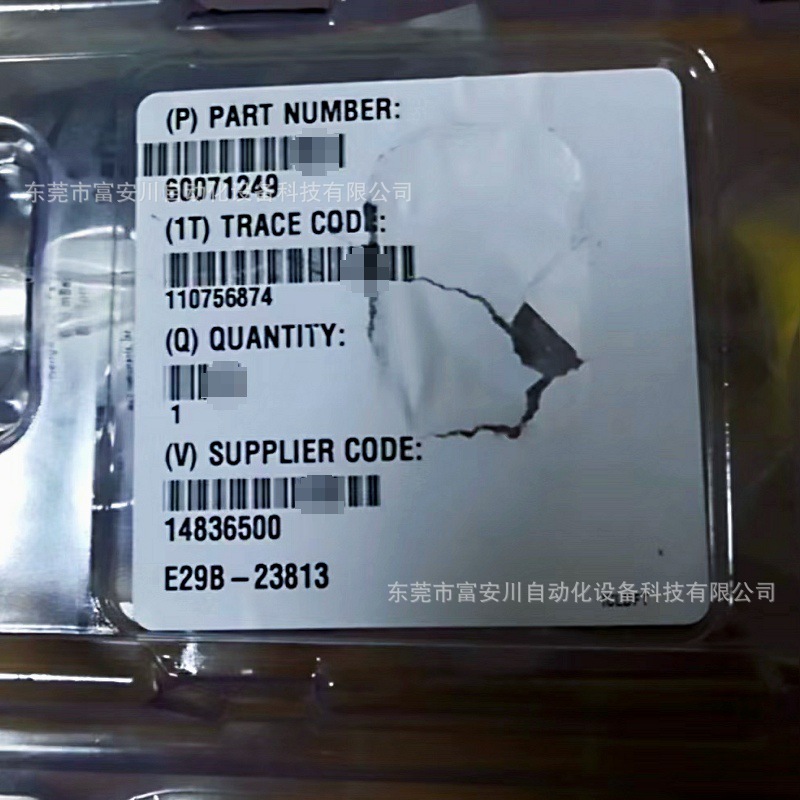 (P) PART NUMBER:
60071249
东莞市富安川自动化设备科技有限公司
(1T) TRACE CODE:
110756874
(Q) QUANTITY:
1
(V) SUPPLIER CODE:
14836500
E29B-23813
东莞市富安川自动化设备科技有限公司